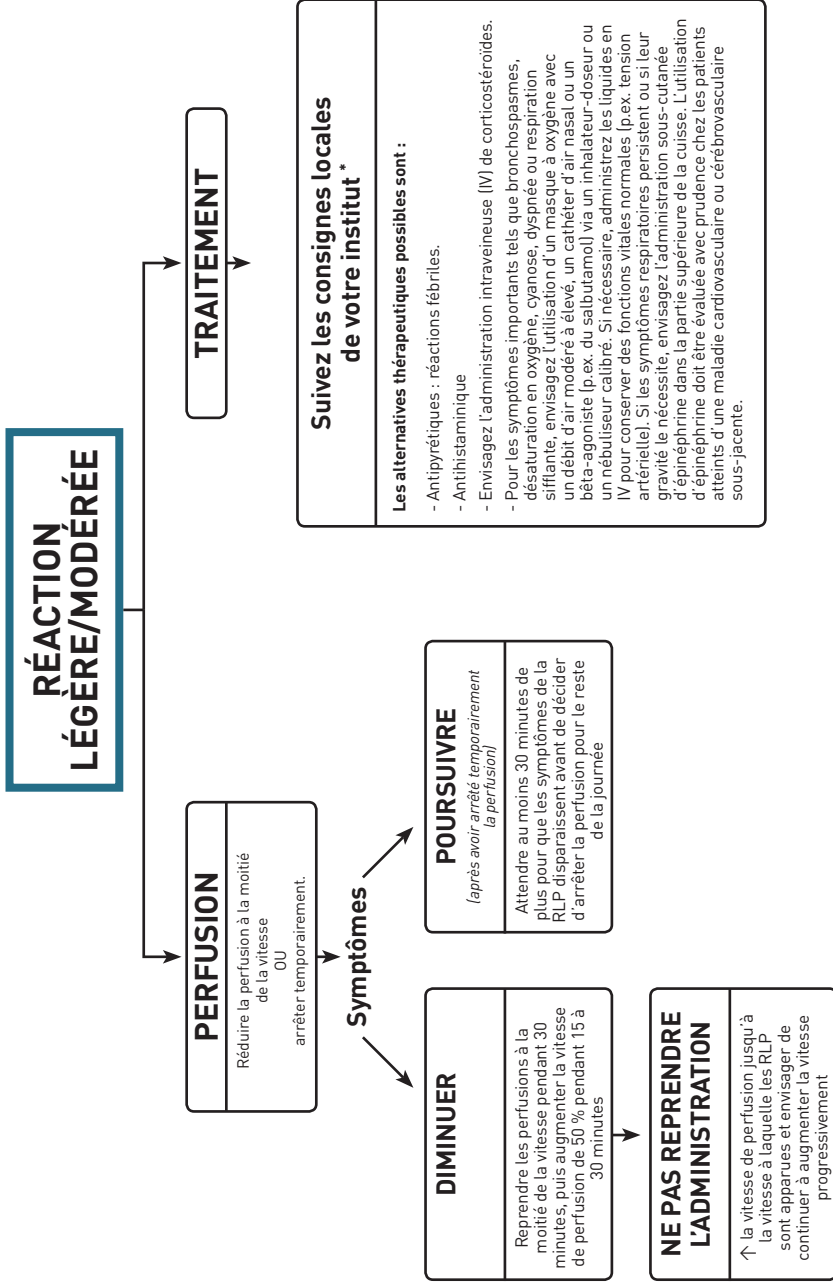 RÉACTION
LÉGÈRE/MODÉRÉE
PERFUSION
Réduire la perfusion à la moitié
de la vitesse
OU
arrêter temporairement.
Symptômes
DIMINUER
Reprendre les perfusions à la
moitié de la vitesse pendant 30
minutes, puis augmenter la vitesse
de perfusion de 50 % pendant 15 à
30 minutes
NE PAS REPRENDRE
L'ADMINISTRATION
↑ la vitesse de perfusion jusqu'à
la vitesse à laquelle les RLP
sont apparues et envisager de
continuer à augmenter la vitesse
progressivement
POURSUIVRE
(après avoir arrêté temporairement
la perfusion)
Attendre au moins 30 minutes de
plus pour que les symptômes de la
RLP disparaissent avant de décider
d'arrêter la perfusion pour le reste
de la journée
TRAITEMENT
Suivez les consignes locales
de votre institut *
Les alternatives thérapeutiques possibles sont :
- Antipyrétiques : réactions fébriles.
- Antihistaminique
- Envisagez l'administration intraveineuse (IV) de corticostéroïdes.
- Pour les symptômes importants tels que bronchospasmes,
désaturation en oxygène, cyanose, dyspnée ou respiration
sifflante, envisagez l'utilisation d'un masque à oxygène avec
un débit d'air modéré à élevé, un cathéter d'air nasal ou un
bêta-agoniste (p.ex. du salbutamol) via un inhalateur-doseur ou
un nébuliseur calibré. Si nécessaire, administrez les liquides en
IV pour conserver des fonctions vitales normales (p.ex. tension
artérielle). Si les symptômes respiratoires persistent ou si leur
gravité le nécessite, envisagez l'administration sous-cutanée
d'épinéphrine dans la partie supérieure de la cuisse. L'utilisation
d'épinéphrine doit être évaluée avec prudence chez les patients
atteints d'une maladie cardiovasculaire ou cérébrovasculaire
sous-jacente.